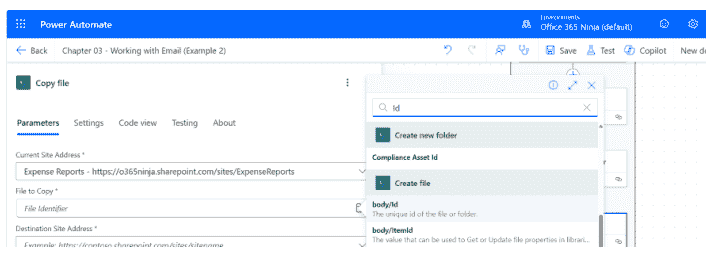 Power Automate
Environments
Office 365 Ninja (default)
Back
Chapter 03 - Working with Email (Example 2)
Save
Test
Copilot
New de
Copy file
Parameters
Settings
Code view
Testing
About
Current Site Address *
Expense Reports - https://o365ninja.sharepoint.com/sites/ExpenseReports
File to Copy *
File Identifier
Destination Site Address *
Example: https://contoso.sharepoint.com/sites/sitename
Id
Create new folder
Compliance Asset Id
Create file
body/Id
The unique id of the file or folder.
body/ItemId
The value that can be used to Get or Update file properties in librari...